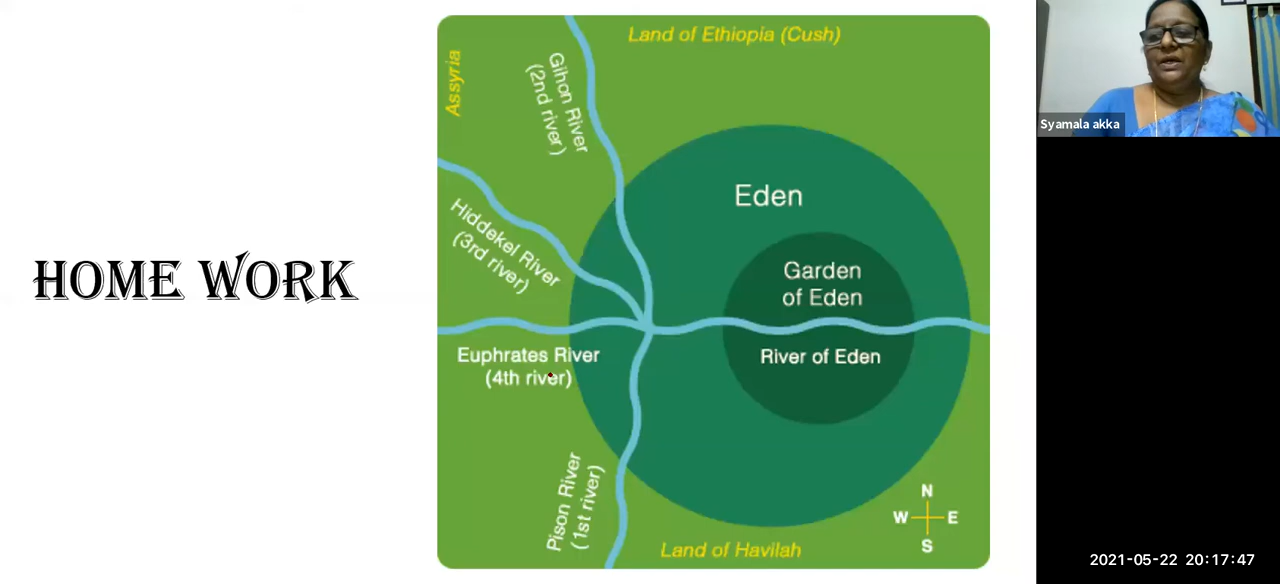 HOME WORK
Land of Ethiopia (Cush)
Assyria
Gihon River
(2nd river)
Hiddekel River
(3rd river)
Eden
Garden
of Eden
River of Eden
Euphrates River
(4th river)
Pison River
(1st river)
Land of Havilah
N
W E
S
Syamala akka
2021-05-22 20:17:47